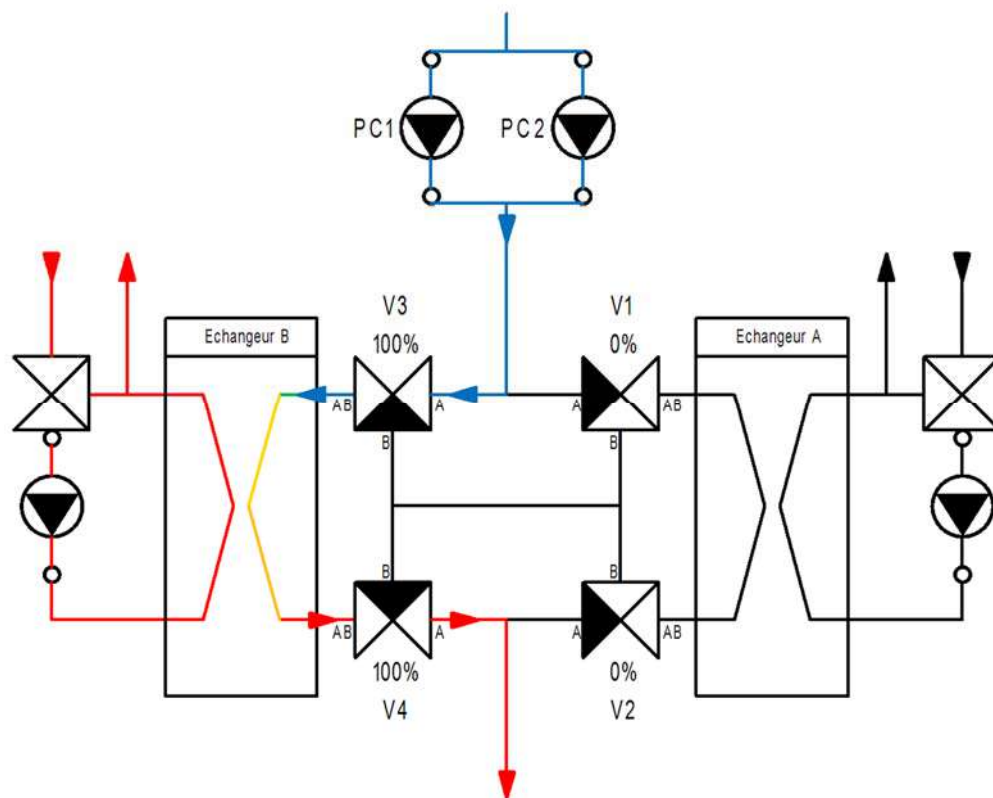 PC1
PC2
V3
V1
Echangeur B
100%
0%
Echangeur A
AB
A
A
AB
B
B
B
B
AB
A
A
AB
100%
0%
V4
V2